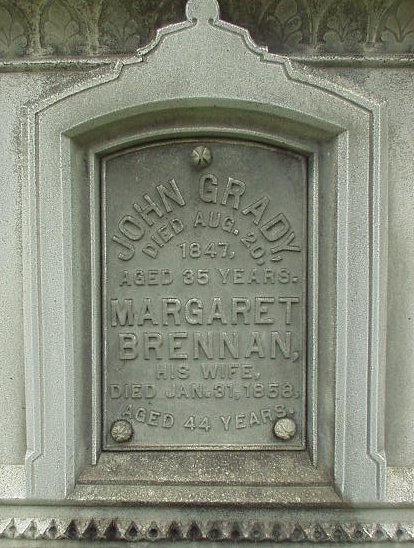 JOHN GRADY,
DIED AUG. 20,
1847,
AGED 35 YEARS.
MARGARET
BRENNAN,
HIS WIFE,
DIED JAN. 31, 1858,
AGED 44 YEARS.